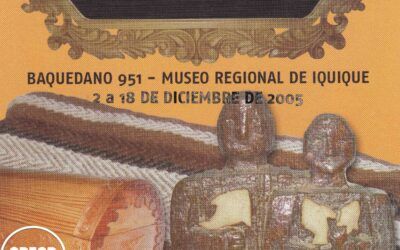 BAQUEDANO 951 – MUSEO REGIONAL DE IQUIQUE
2 a 18 DE DICIEMBRE DE 2005